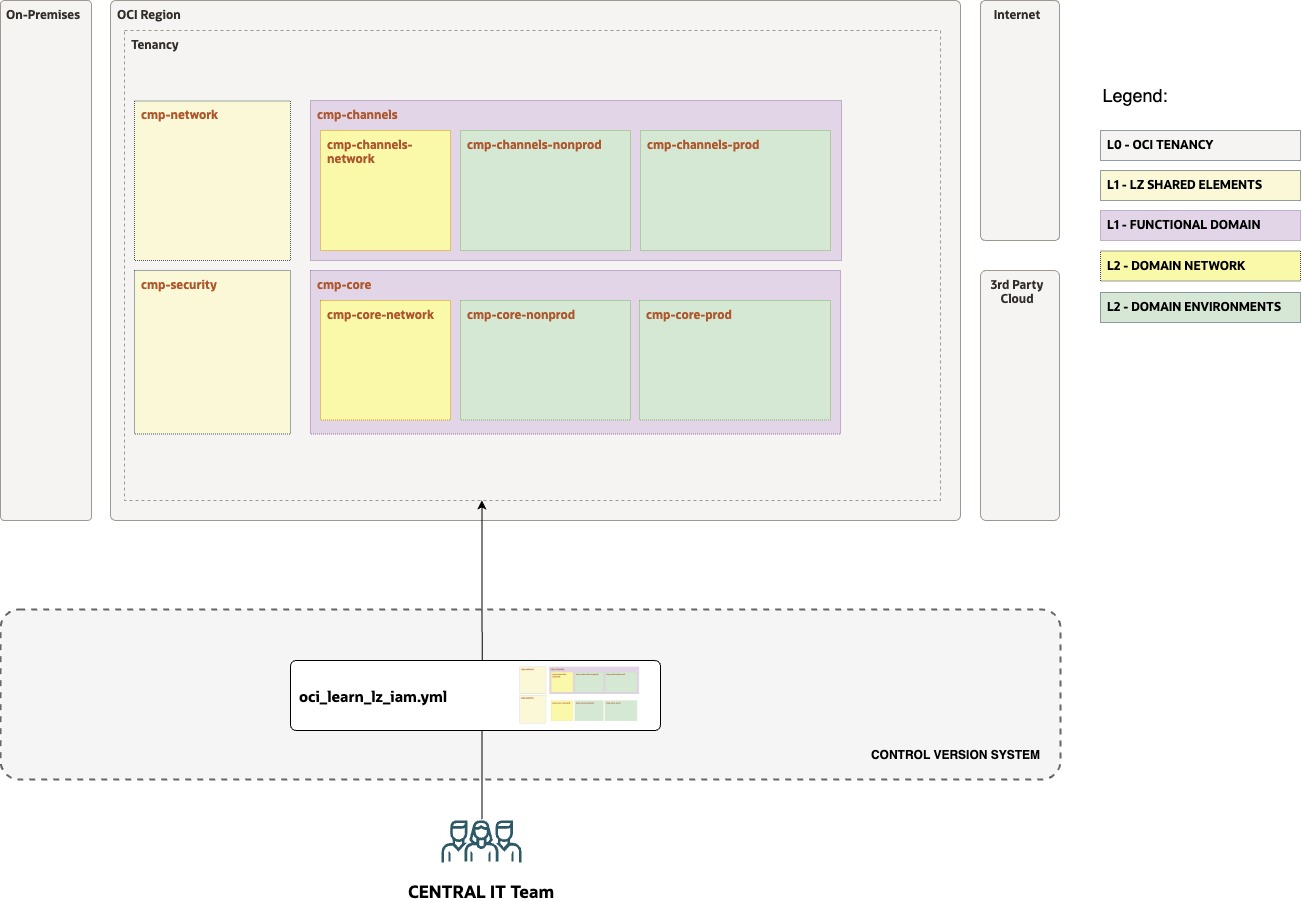 On-Premises
OCI Region
Tenancy
cmp-network
cmp-channels
cmp-channels-
network
cmp-channels-nonprod
cmp-channels-prod
cmp-security
cmp-core
cmp-core-network
cmp-core-nonprod
cmp-core-prod
Internet
3rd Party
Cloud
Legend:
L0 - OCI TENANCY
L1 - LZ SHARED ELEMENTS
L1 - FUNCTIONAL DOMAIN
L2 - DOMAIN NETWORK
L2 - DOMAIN ENVIRONMENTS
oci_learn_lz_iam.yml
CONTROL VERSION SYSTEM
CENTRAL IT Team